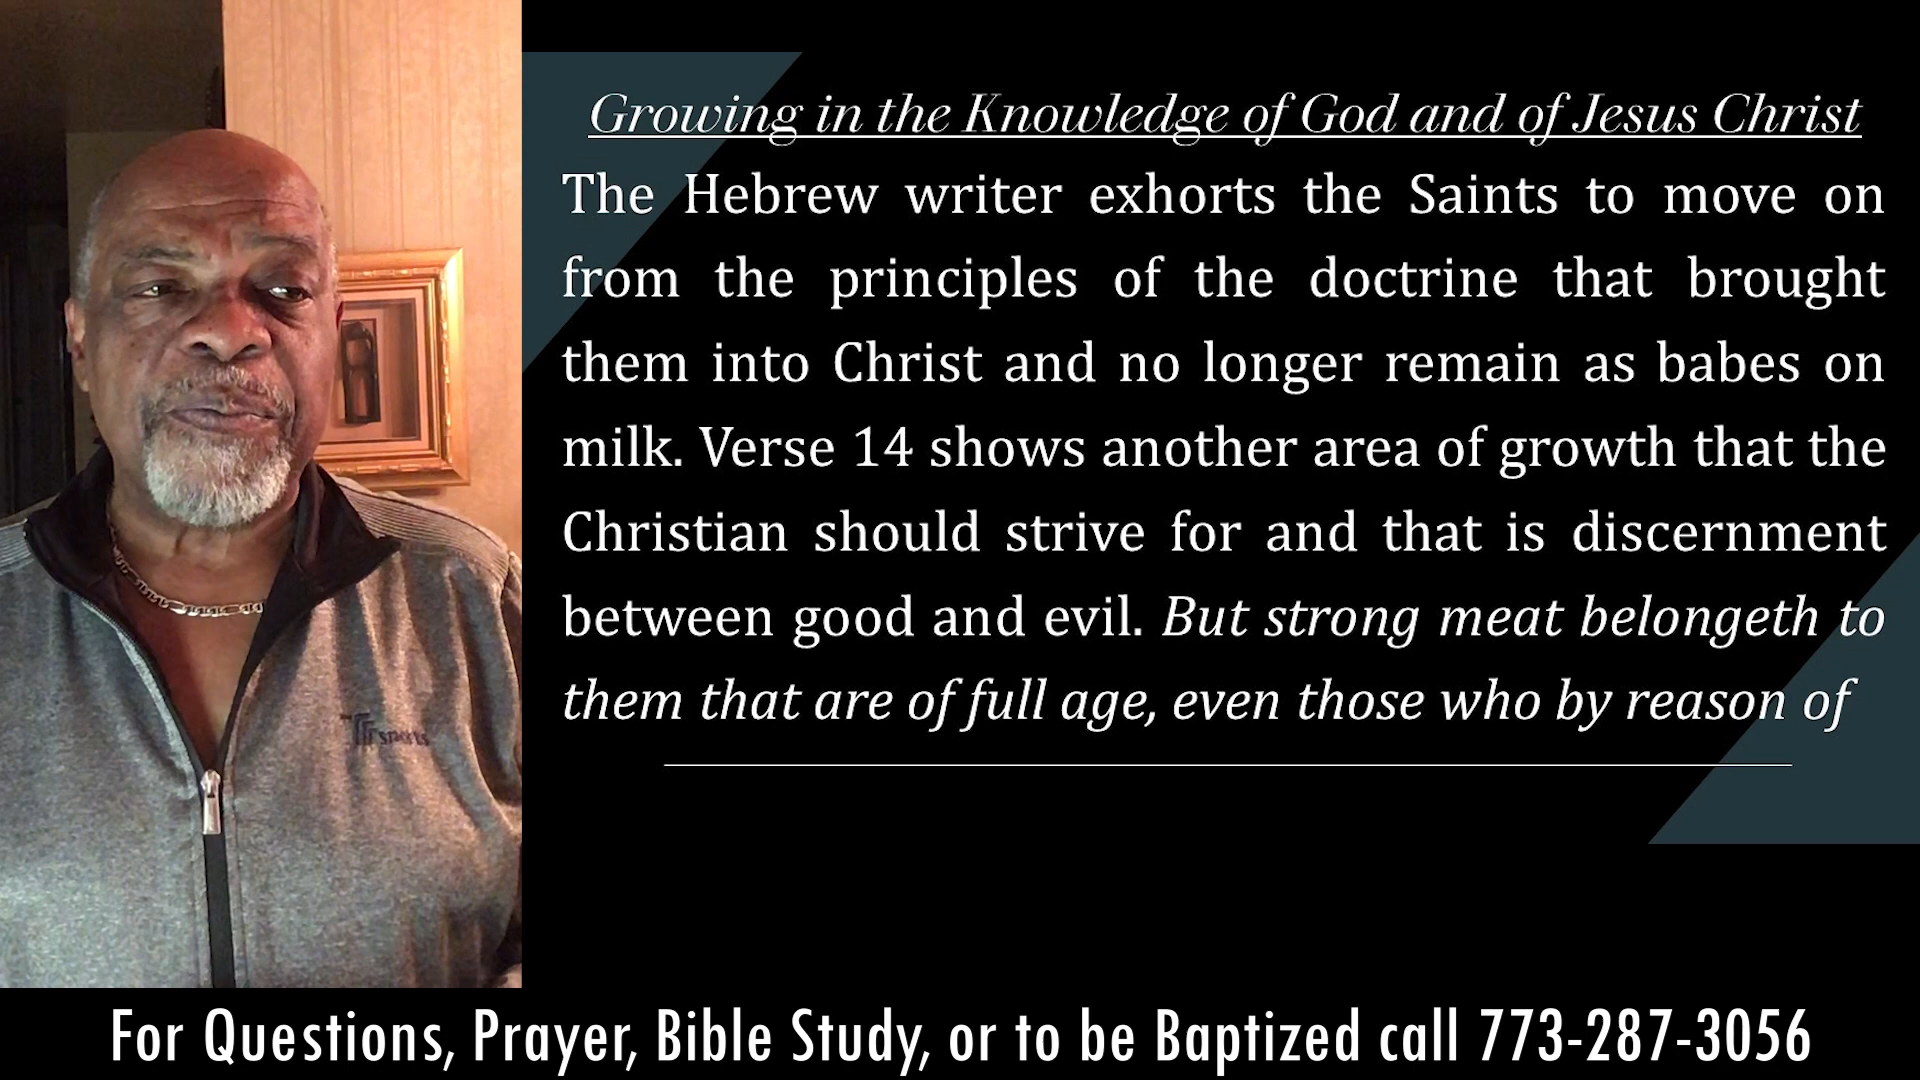 Growing in the Knowledge of God and of Jesus Christ
The Hebrew writer exhorts the Saints to move on
from the principles of the doctrine that brought
them into Christ and no longer remain as babes on
milk. Verse 14 shows another area of growth that the
Christian should strive for and that is discernment
between good and evil. But strong meat belongeth to
them that are of full age, even those who by reason of
For Questions, Prayer, Bible Study, or to be Baptized call 773-287-3056